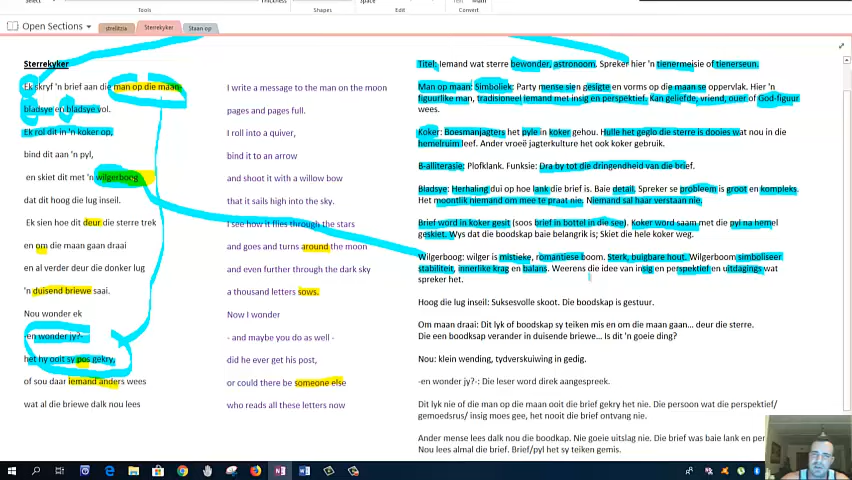 Tools
Shapes
Edit
Convert
Open Sections
strelitzia
Sterrekyker
Staan op
Sterrekyker
Ek skryf 'n brief aan die man op die maan-
bladsye en bladsye vol.
Ek rol dit in 'n koker op,
bind dit aan 'n pyl,
en skiet dit met 'n wilgerboog
dat dit hoog die lug inseil.
Ek sien hoe dit deur die sterre trek
en om die maan gaan draai
en al verder deur die donker lug
'n duisend briewe saai.
Nou wonder ek
-en wonder jy?-
het hy ooit sy pos gekry,
of sou daar iemand anders wees
wat al die briewe dalk nou lees
I write a message to the man on the moon
pages and pages full.
I roll into a quiver,
bind it to an arrow
and shoot it with a willow bow
that it sails high into the sky.
I see how it flies through the stars
and goes and turns around the moon
and even further through the dark sky
a thousand letters sows.
Now I wonder
- and maybe you do as well -
did he ever get his post,
or could there be someone else
who reads all these letters now
Titel: Iemand wat sterre bewonder, astronoom. Spreker hier 'n tienermeisie of tienerseun.
Man op maan: Simboliek: Party mense sien gesigte en vorms op die maan se oppervlak. Hier 'n
figuurlike man, tradisioneel iemand met insig en perspektief. Kan geliefde, vriend, ouer of God-figuur
wees.
Koker: Boesmanjagters het pyle in koker gehou. Hulle het geglo die sterre is dooies wat nou in die
hemelruim leef. Ander vroeë jagterkulture het ook koker gebruik.
B-alliterasie: Plofklank. Funksie: Dra by tot die dringendheid van die brief.
Bladsye: Herhaling dui op hoe lank die brief is. Baie detail. Spreker se probleem is groot en kompleks.
Het moontlik niemand om mee te praat nie. Niemand sal haar verstaan nie.
Brief word in koker gesit (soos brief in bottel in die see). Koker word saam met die pyl na hemel
geskiet. Wys dat die boodskap baie belangrik is; Skiet die hele koker weg.
Wilgerboog: wilger is mistieke, romantiese boom. Sterk, buigbare hout. Wilgerboom simboliseer
stabiliteit, innerlike krag en balans. Weerens die idee van insig en perspektief en uitdagings wat
spreker het.
Hoog die lug inseil: Suksesvolle skoot. Die boodskap is gestuur.
Om maan draai: Dit lyk of boodskap sy teiken mis en om die maan gaan... deur die sterre.
Die een boodskap verander in duisende briewe... Is dit 'n goeie ding?
Nou: klein wending, tydverskuiwing in gedig.
-en wonder jy?-: Die leser word direk aangespreek.
Dit lyk nie of die man op die maan ooit die brief gekry het nie. Die persoon wat die perspektief/
gemoedsrus/ insig moes gee, het nooit die brief ontvang nie.
Ander mense lees dalk nou die boodkap. Nie goeie uitslag nie. Die brief was baie lank en per
Nou lees almal die brief. Brief/pyl het sy teiken gemis.